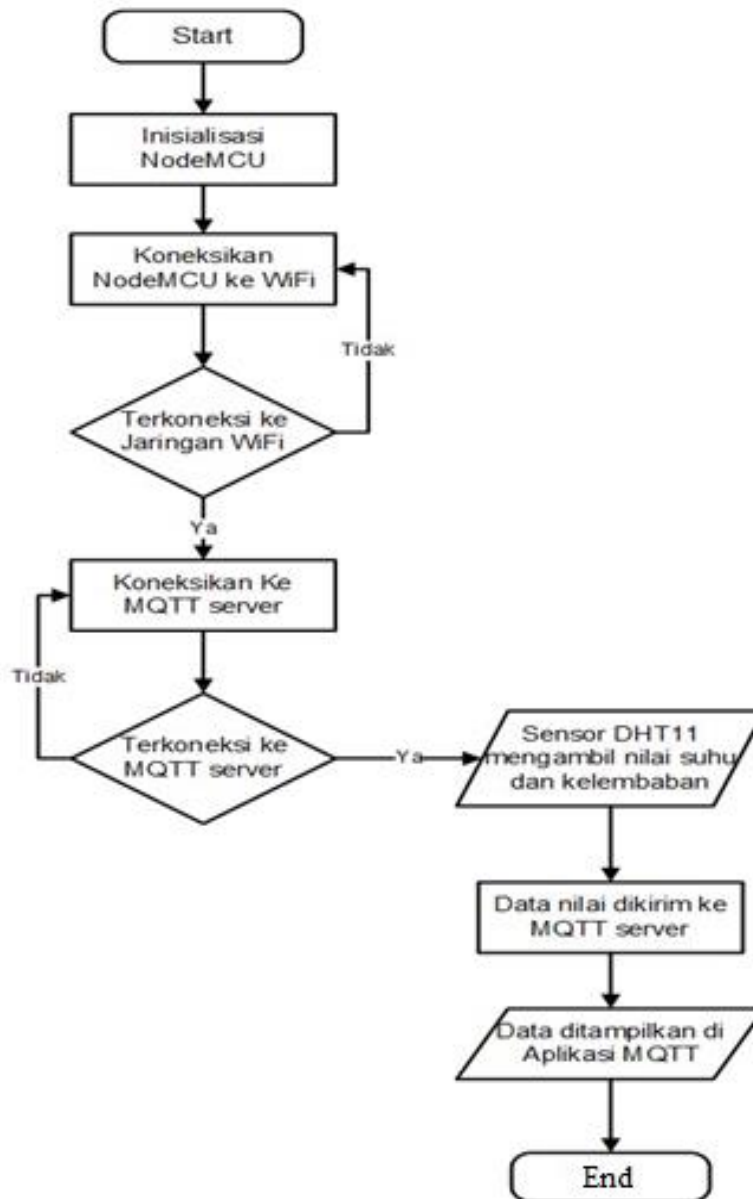 Start
Inisialisasi
NodeMCU
Koneksikan
NodeMCU ke WiFi
Tidak
Terkoneksi ke
Jaringan WiFi
Ya
Koneksikan Ke
MQTT server
Tidak
Terkoneksi ke
MQTT server
Ya
Sensor DHT11
mengambil nilai suhu
dan kelembaban
Data nilai dikirim ke
MQTT server
Data ditampilkan di
Aplikasi MQTT
End